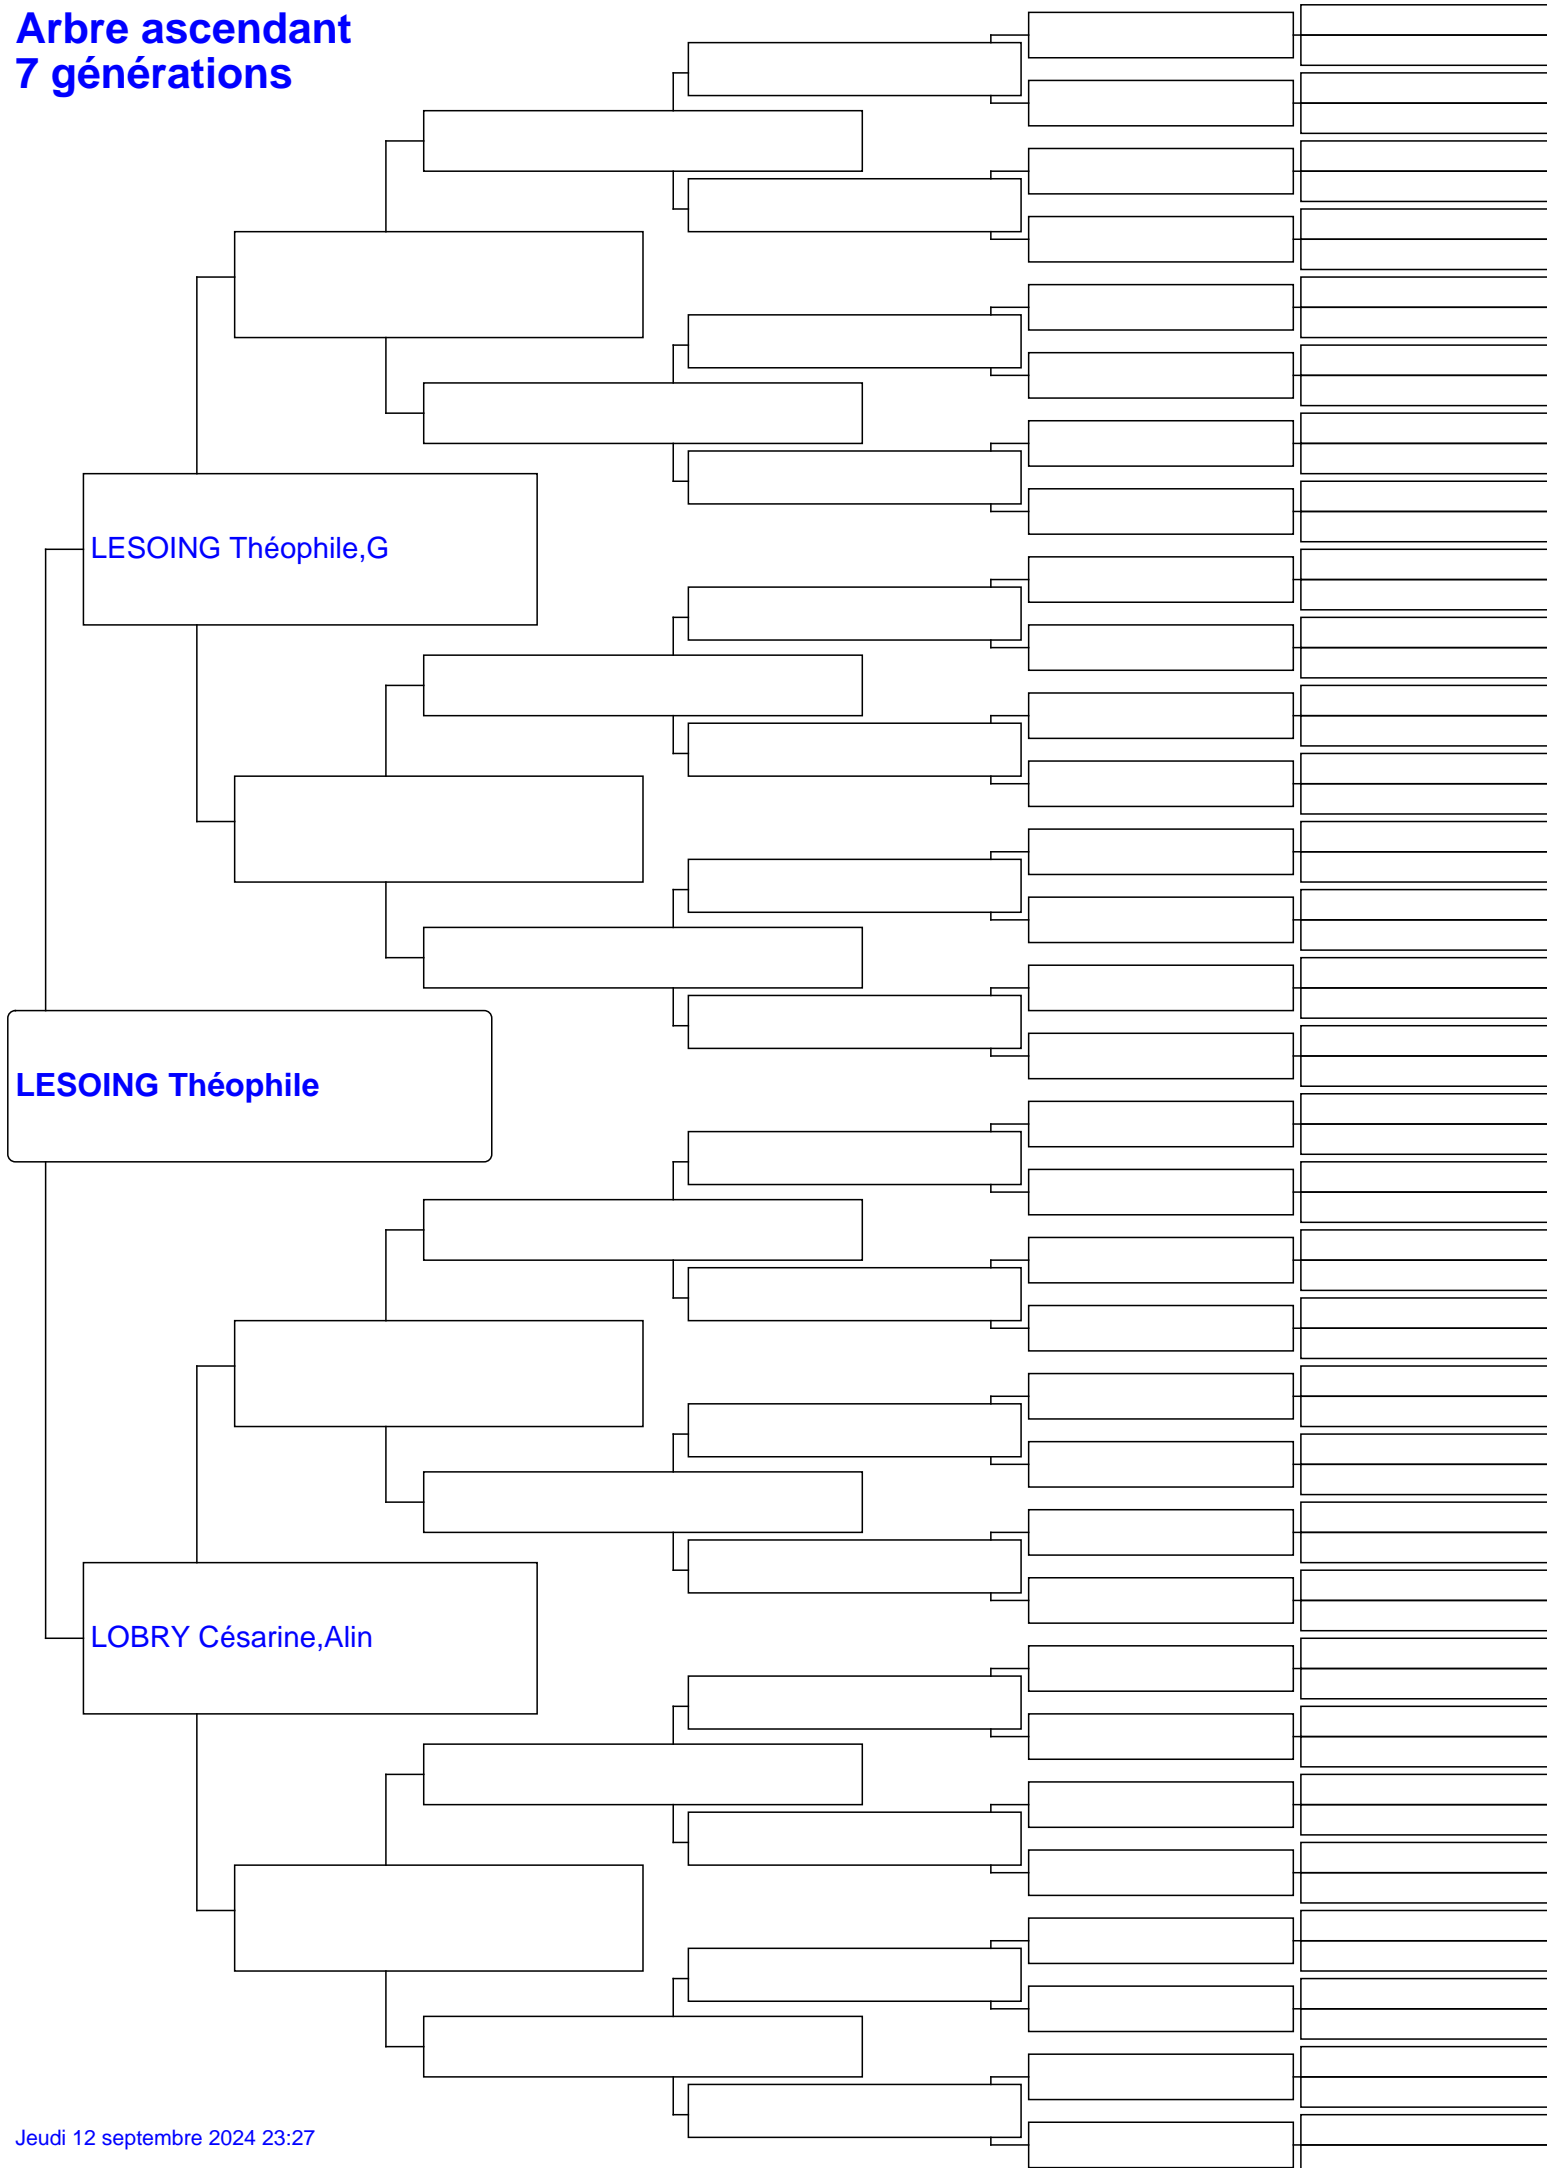 Arbre ascendant
7 générations
LESOING Théophile,G
LESOING Théophile
LOBRY Césarine,Alin
Jeudi 12 septembre 2024 23:27